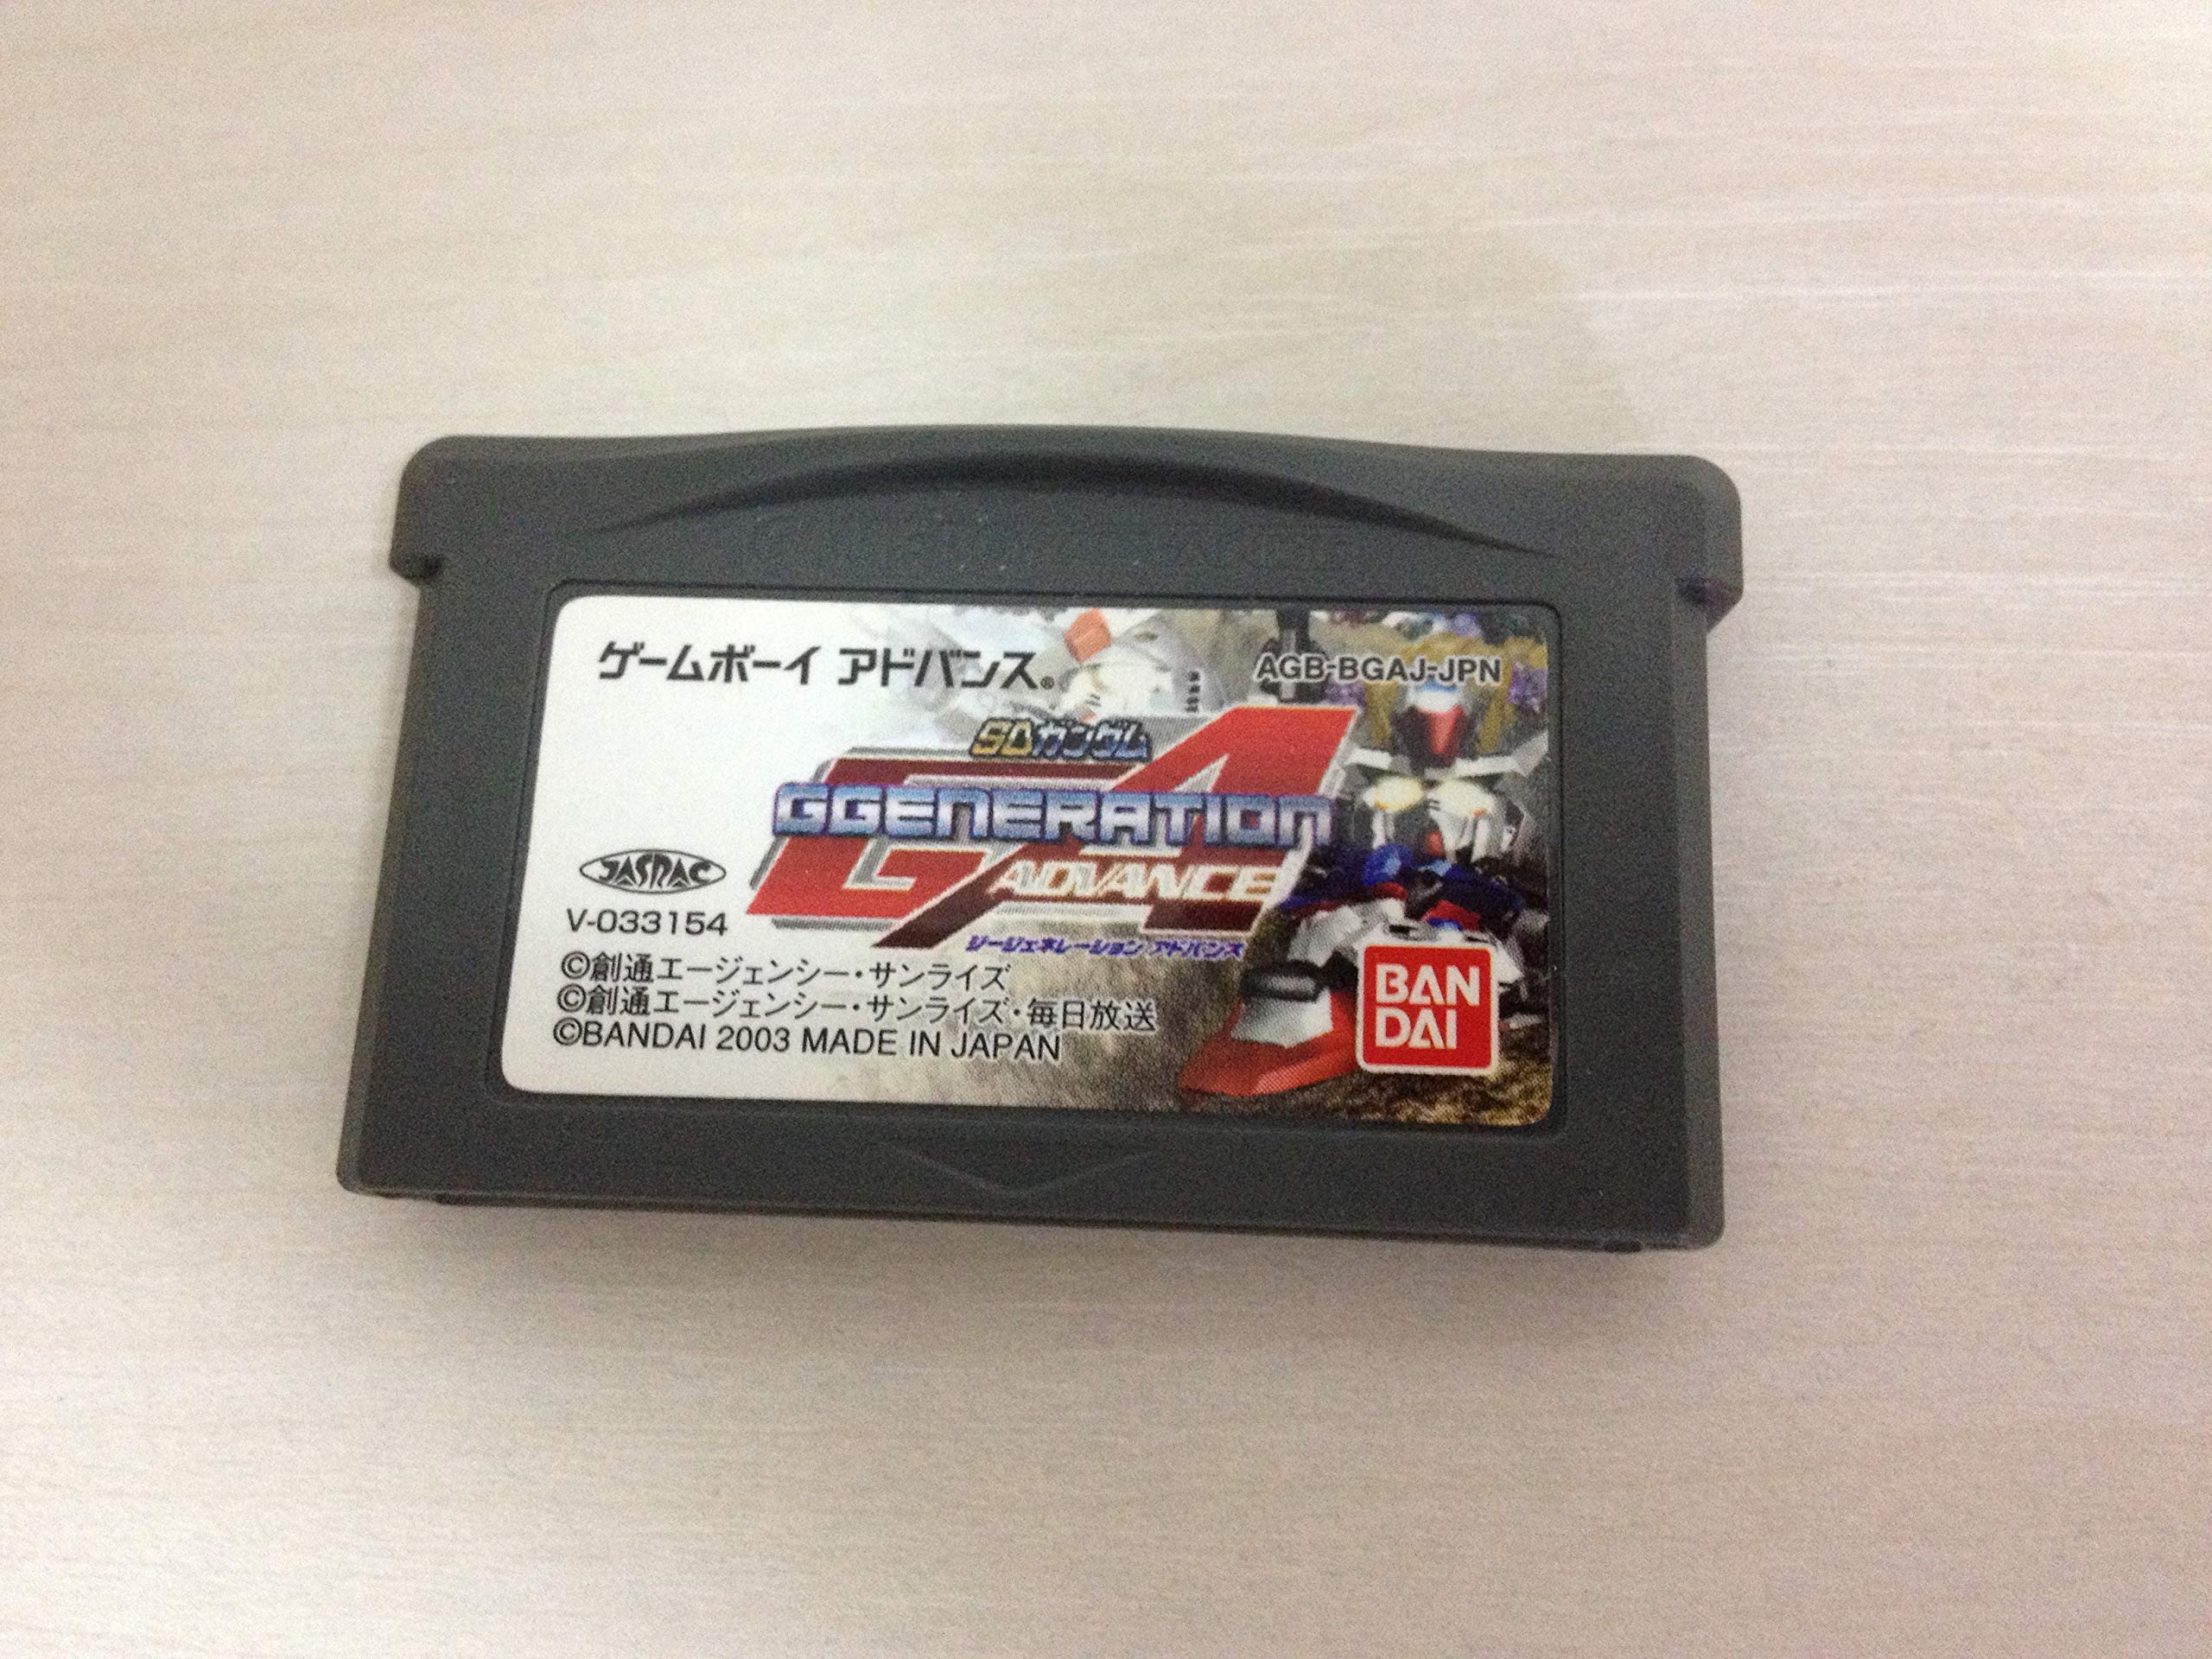 ゲームボーイ アドバンス®
AGB-BGAJ-JPN
SDガンダム
GGENERATION
ADVANCE
ジージェネレーション アドバンス
JASRAC
V-033154
©創通エージェンシー・サンライズ
©創通エージェンシー・サンライズ・毎日放送
©BANDAI 2003 MADE IN JAPAN
BAN
DAI